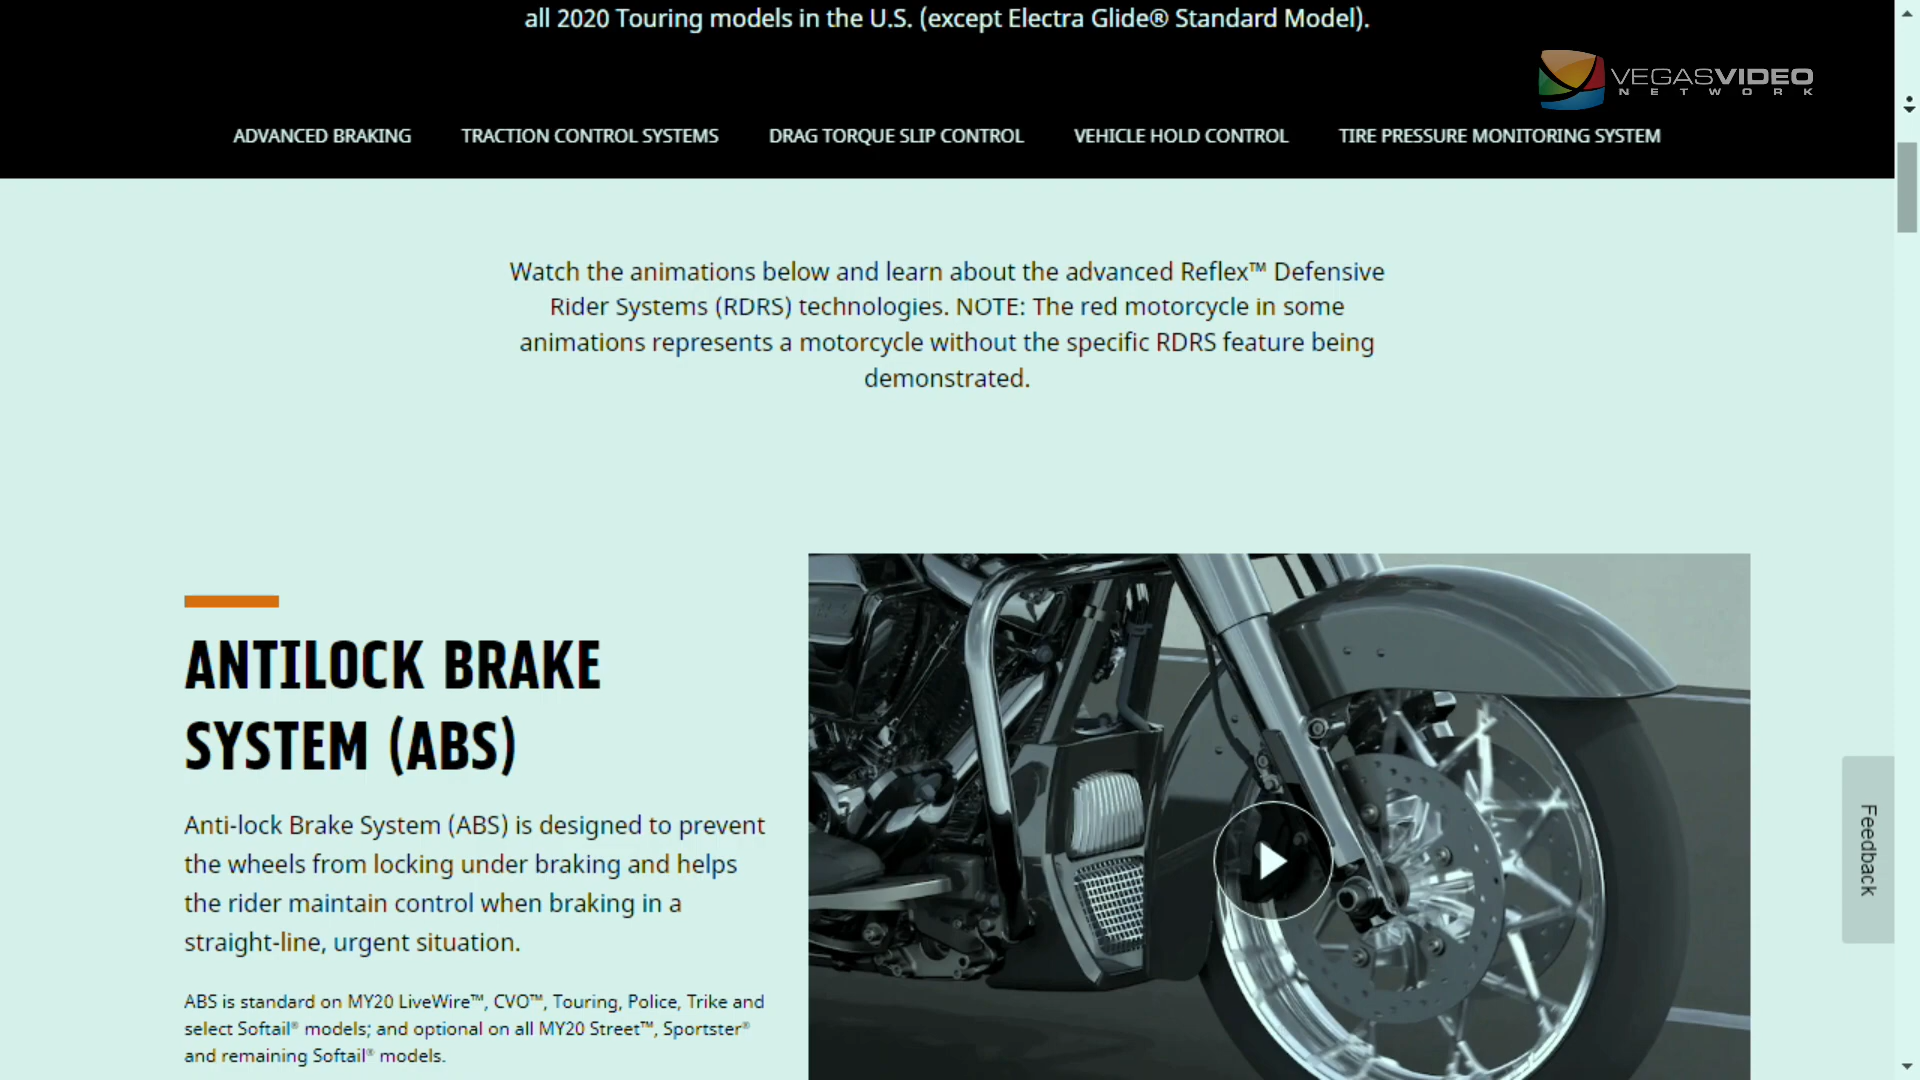 all 2020 Touring models in the U.S. (except Electra Glide® Standard Model).
VEGASVIDEO
NETWORK
ADVANCED BRAKING
TRACTION CONTROL SYSTEMS
DRAG TORQUE SLIP CONTROL
VEHICLE HOLD CONTROL
TIRE PRESSURE MONITORING SYSTEM
Watch the animations below and learn about the advanced Reflex™ Defensive
Rider Systems (RDRS) technologies. NOTE: The red motorcycle in some
animations represents a motorcycle without the specific RDRS feature being
demonstrated.
ANTILOCK BRAKE
SYSTEM (ABS)
Anti-lock Brake System (ABS) is designed to prevent
the wheels from locking under braking and helps
the rider maintain control when braking in a
straight-line, urgent situation.
ABS is standard on MY20 LiveWire™, CVO™, Touring, Police, Trike and
select Softail® models; and optional on all MY20 Street™, Sportster®
and remaining Softail® models.
Feedback